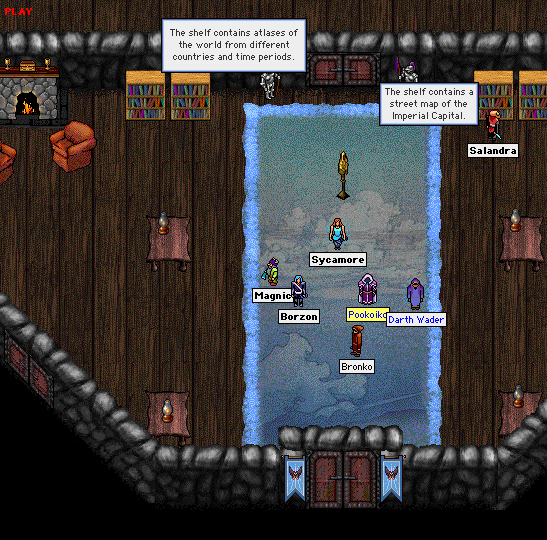 PLAY
The shelf contains atlases of
the world from different
countries and time periods.
The shelf contains a
street map of the
Imperial Capital.
Salandra
Sycamore
Magnic
Borzon
Pookoiko
Darth Wader
Bronko